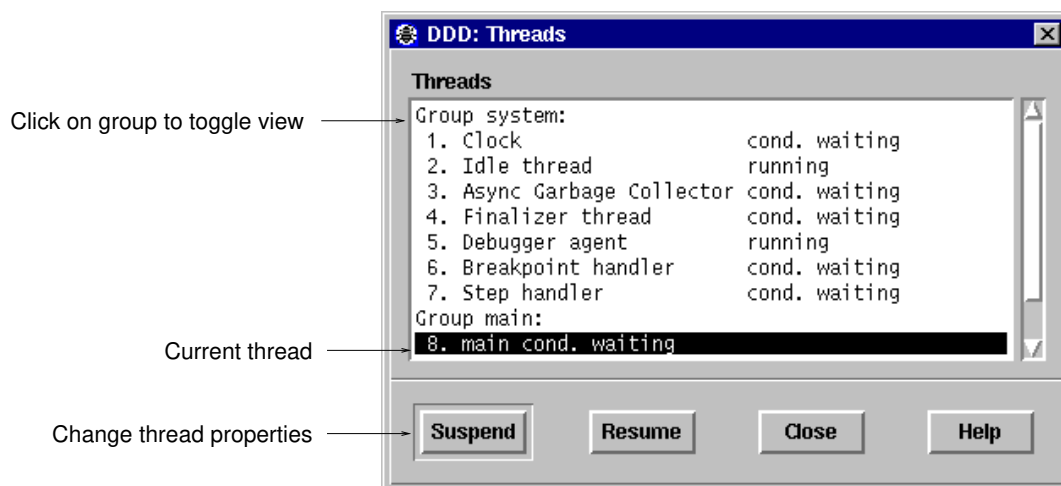 DDD: Threads
Threads
Click on group to toggle view
Group system:
1. Clock cond. waiting
2. Idle thread running
3. Async Garbage Collector cond. waiting
4. Finalizer thread cond. waiting
5. Debugger agent running
6. Breakpoint handler cond. waiting
7. Step handler cond. waiting
Group main:
Current thread
8. main cond. waiting
Change thread properties
Suspend Resume Close Help